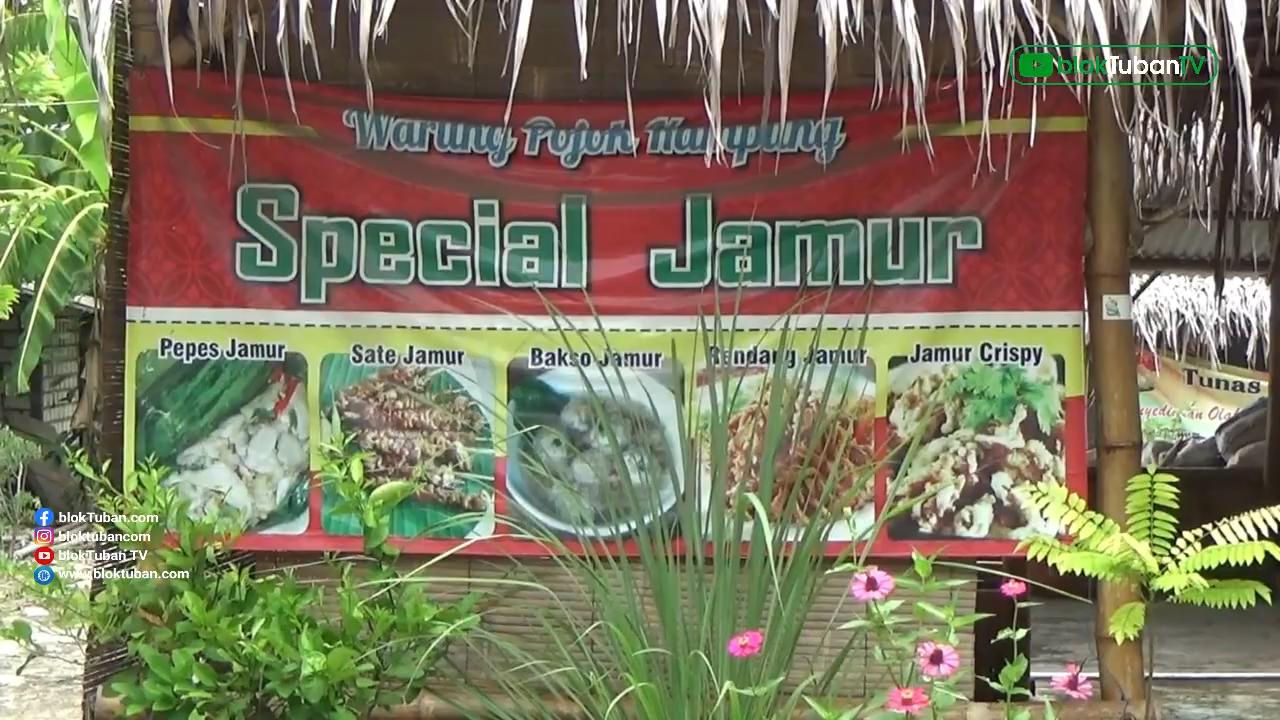 blokTubanTV
Warung Pojok Kampung
Special Jamur
Pepes Jamur
Sate Jamur
Bakso Jamur
Rendang Jamur
Jamur Crispy
Tunas
blokTuban.com
bloktubancom
blokTuban TV
www.bloktuban.com